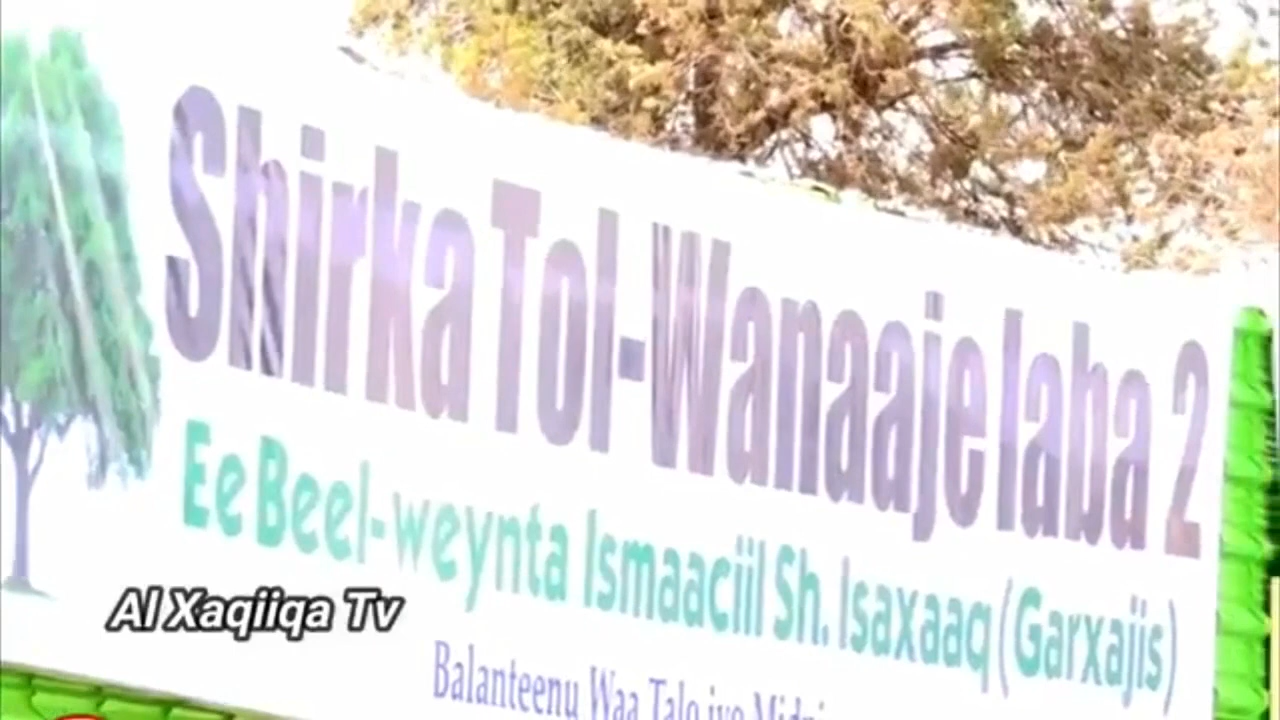 Shirka Tol-Wanaaje laba 2
Ee Beel-weynta Ismaaciil Sh. Isaxaaq (Garxajis)
Al Xaqiiqa Tv
Balanteenu Waa Talo iyo